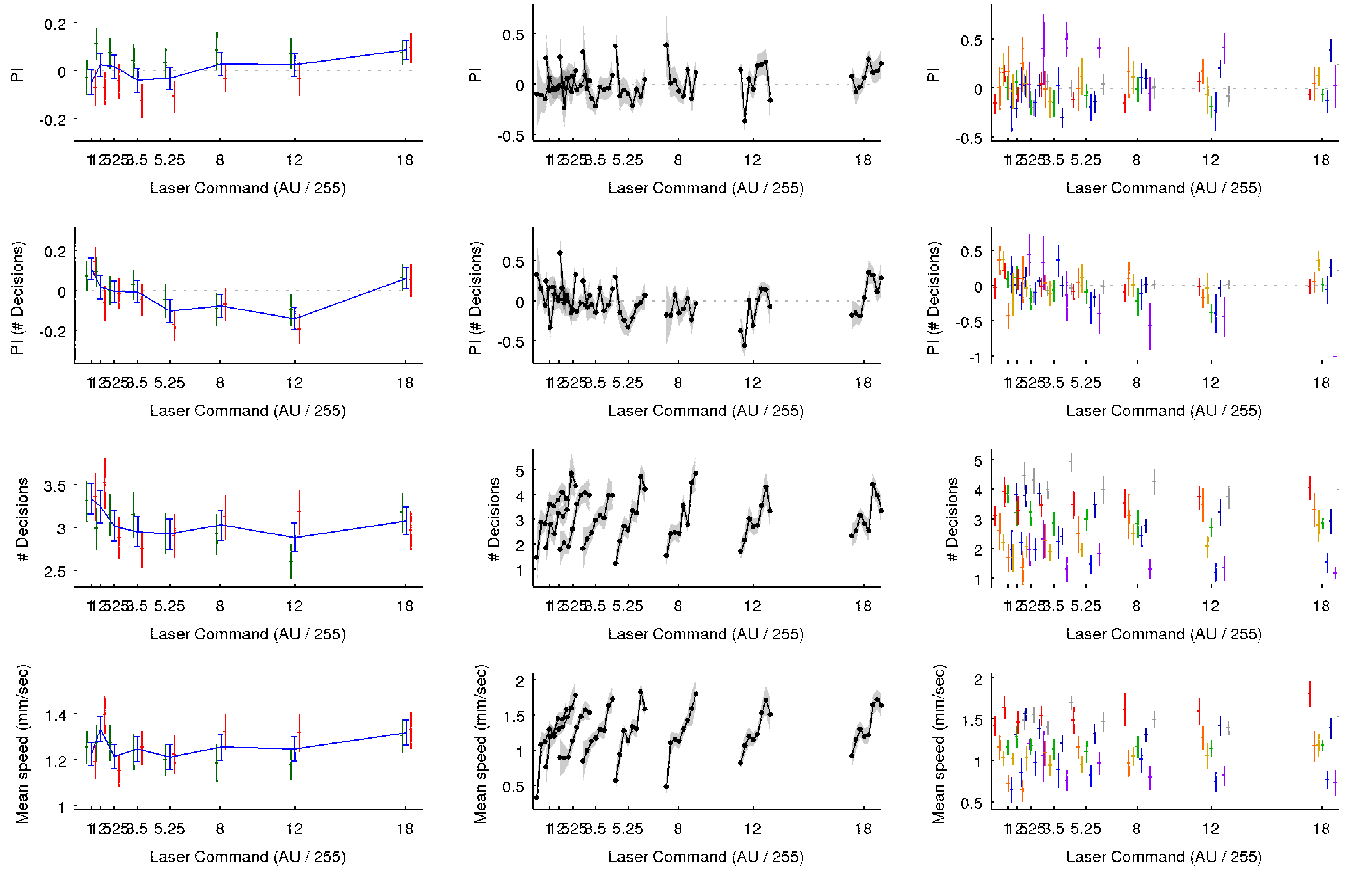 PI
0.2
0
-0.2
5.25 8 12 18
Laser Command (AU / 255)
PI
0.5
0
-0.5
5.25 8 12 18
Laser Command (AU / 255)
PI
0.5
0
-0.5
5.25 8 12 18
Laser Command (AU / 255)
PI (# Decisions)
0.2
0
-0.2
5.25 8 12 18
Laser Command (AU / 255)
PI (# Decisions)
0.5
0
-0.5
5.25 8 12 18
Laser Command (AU / 255)
PI (# Decisions)
0.5
0
-0.5
-1
5.25 8 12 18
Laser Command (AU / 255)
# Decisions
3.5
3
2.5
5.25 8 12 18
Laser Command (AU / 255)
# Decisions
5
4
3
2
1
5.25 8 12 18
Laser Command (AU / 255)
# Decisions
5
4
3
2
1
5.25 8 12 18
Laser Command (AU / 255)
Mean speed (mm/sec)
1.4
1.2
1
5.25 8 12 18
Laser Command (AU / 255)
Mean speed (mm/sec)
2
1.5
1
0.5
5.25 8 12 18
Laser Command (AU / 255)
Mean speed (mm/sec)
2
1.5
1
0.5
5.25 8 12 18
Laser Command (AU / 255)